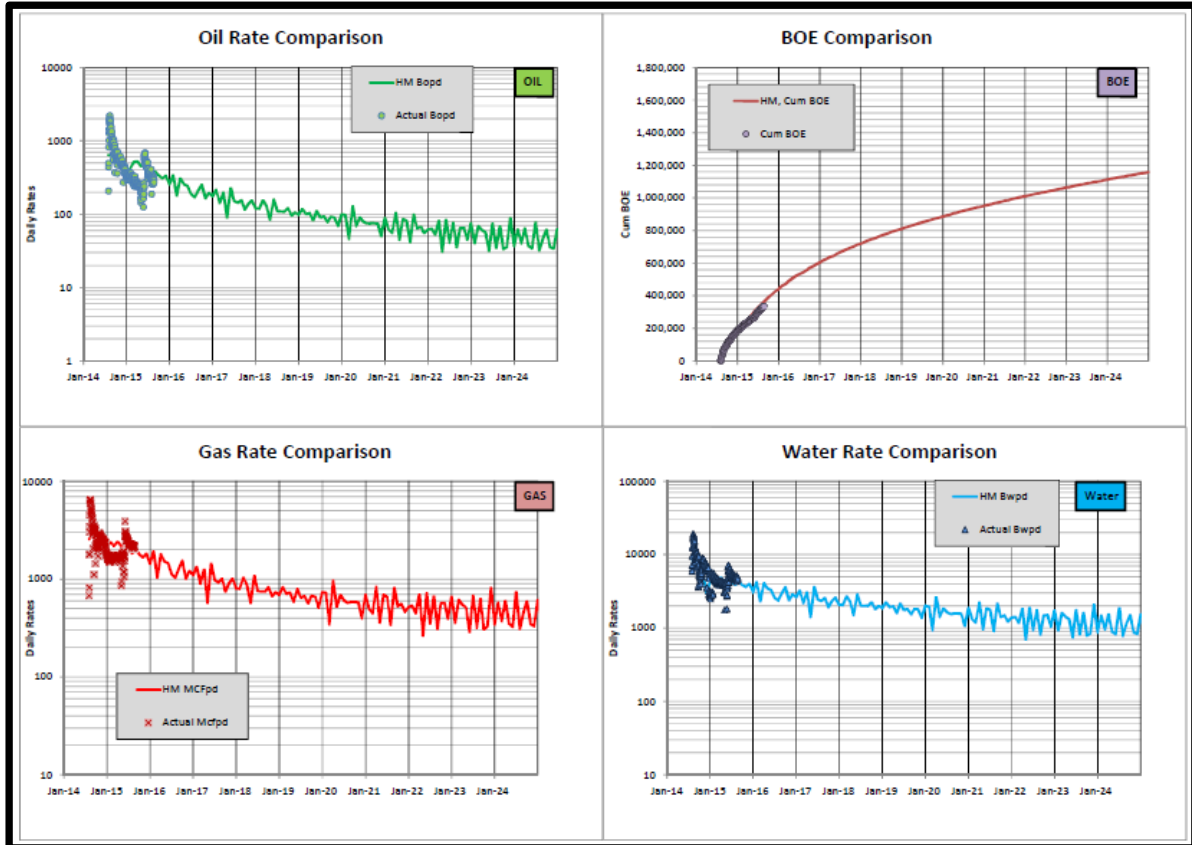 Oil Rate Comparison
OIL
HM Bopd
Actual Bopd
Daily Rates
10000
1000
100
10
1
Jan-14 Jan-15 Jan-16 Jan-17 Jan-18 Jan-19 Jan-20 Jan-21 Jan-22 Jan-23 Jan-24
BOE Comparison
BOE
HM, Cum BOE
Cum BOE
Cum BOE
1,800,000
1,600,000
1,400,000
1,200,000
1,000,000
800,000
600,000
400,000
200,000
0
Jan-14 Jan-15 Jan-16 Jan-17 Jan-18 Jan-19 Jan-20 Jan-21 Jan-22 Jan-23 Jan-24
Gas Rate Comparison
GAS
HM MCFpd
Actual Mcfpd
Daily Rates
10000
1000
100
10
Jan-14 Jan-15 Jan-16 Jan-17 Jan-18 Jan-19 Jan-20 Jan-21 Jan-22 Jan-23 Jan-24
Water Rate Comparison
Water
HM Bwpd
Actual Bwpd
Daily Rates
100000
10000
1000
100
10
Jan-14 Jan-15 Jan-16 Jan-17 Jan-18 Jan-19 Jan-20 Jan-21 Jan-22 Jan-23 Jan-24